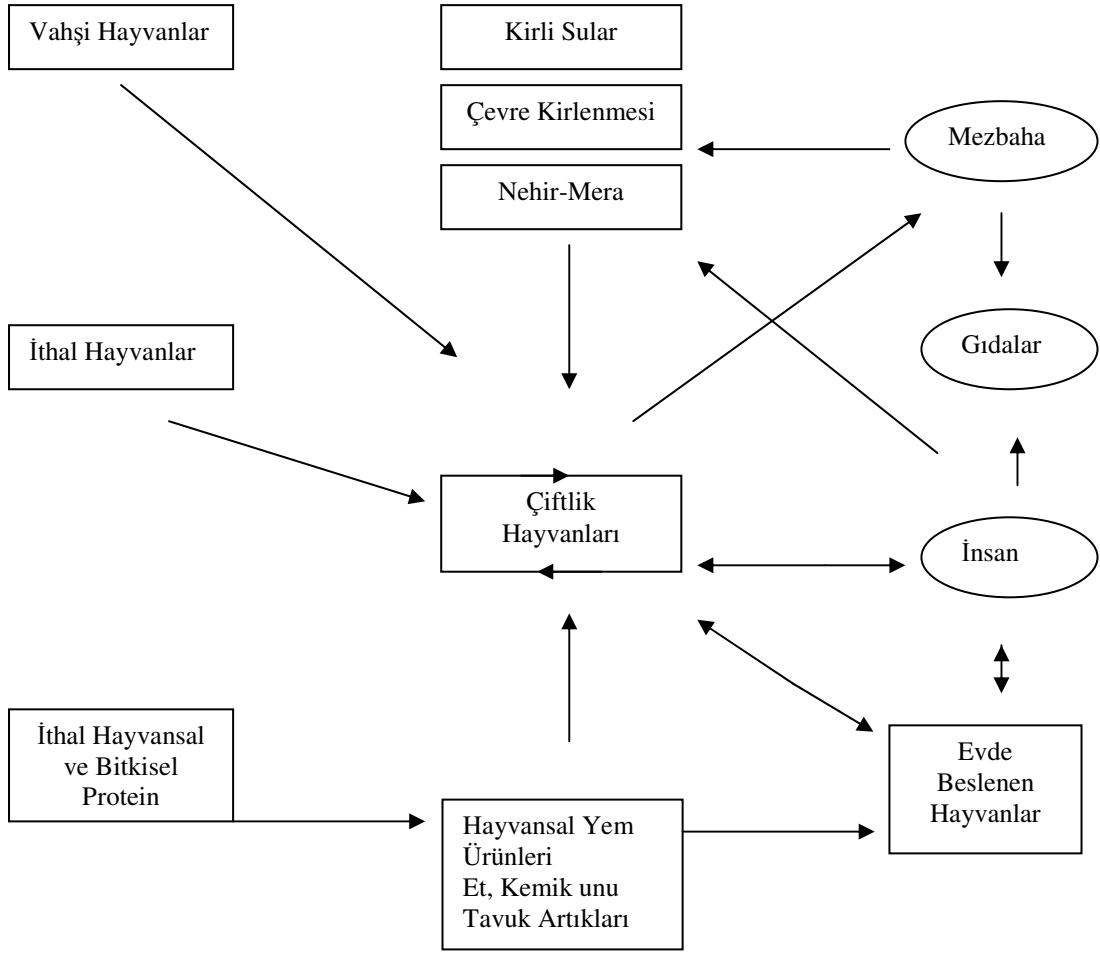 Vahşi Hayvanlar
Kirli Sular
Çevre Kirlenmesi
Mezbaha
Nehir-Mera
İthal Hayvanlar
Gıdalar
Çiftlik
Hayvanları
İnsan
İthal Hayvansal
ve Bitkisel
Protein
Evde
Beslenen
Hayvanlar
Hayvansal Yem
Ürünleri
Et, Kemik unu
Tavuk Artıkları